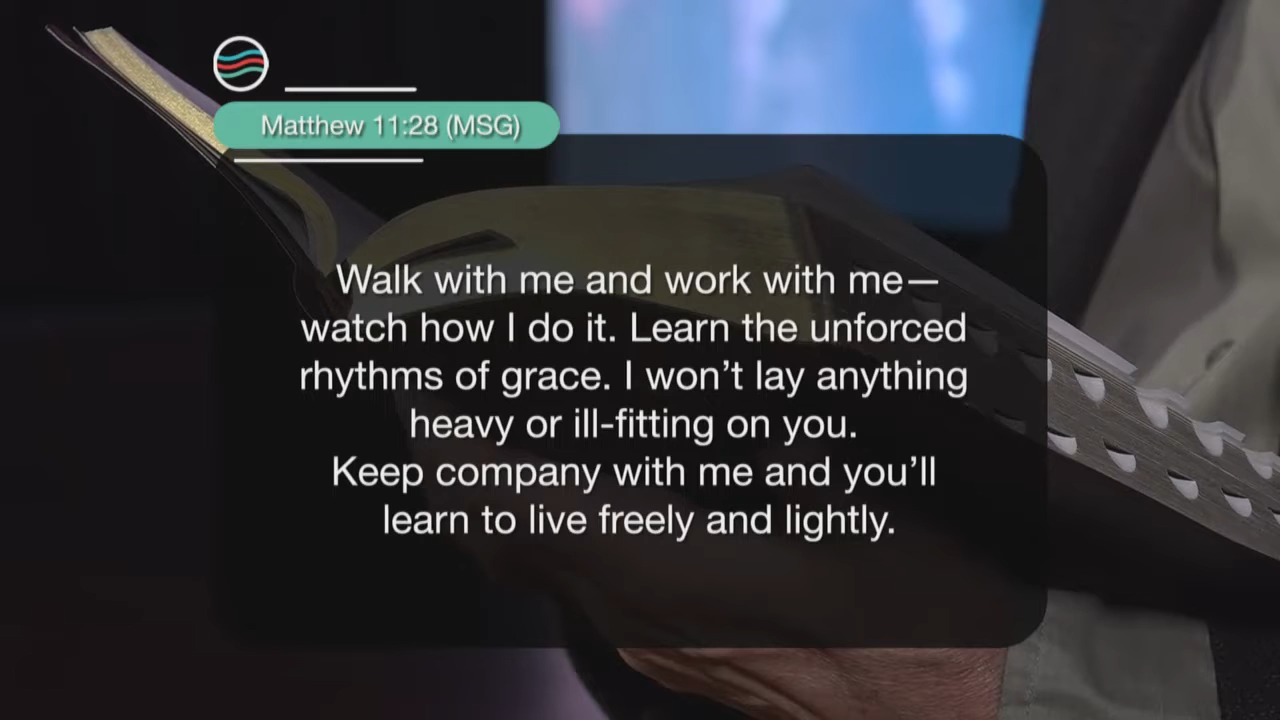 Matthew 11:28 (MSG)
Walk with me and work with me—
watch how I do it. Learn the unforced
rhythms of grace. I won’t lay anything
heavy or ill-fitting on you.
Keep company with me and you’ll
learn to live freely and lightly.